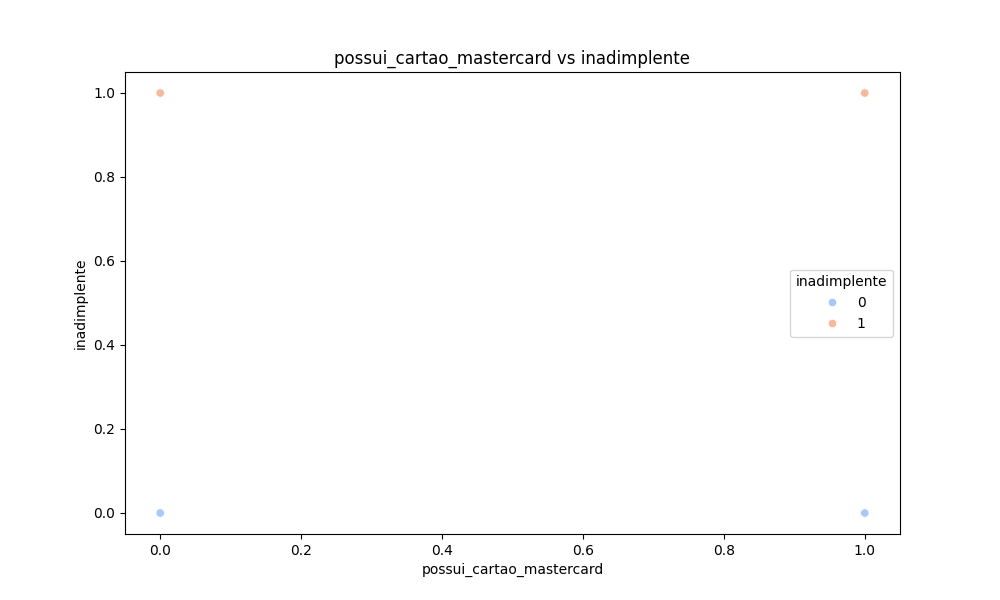 possui_cartao_mastercard vs inadimplente
1.0
0.8
0.6
0.4
0.2
0.0
inadimplente
inadimplente
0
1
0.0 0.2 0.4 0.6 0.8 1.0
possui_cartao_mastercard